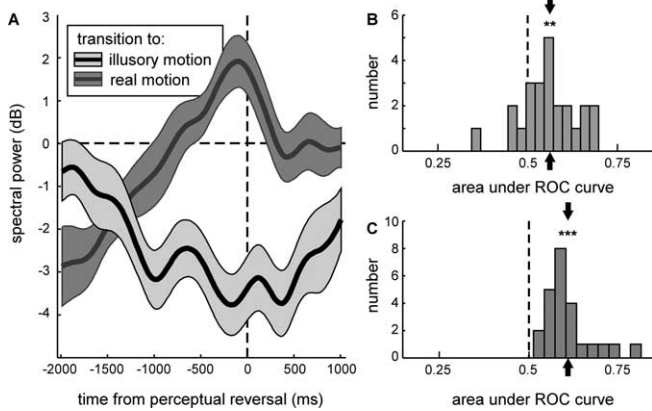 A
transition to:
illusory motion
real motion
spectral power (dB)
3
2
1
0
-1
-2
-3
-4
-2000 -1500 -1000 -500 0 500 1000
time from perceptual reversal (ms)
B
**
number
6
4
2
0
0.25 0.5 0.75
area under ROC curve
C
***
number
10
8
6
4
2
0
0.25 0.5 0.75
area under ROC curve